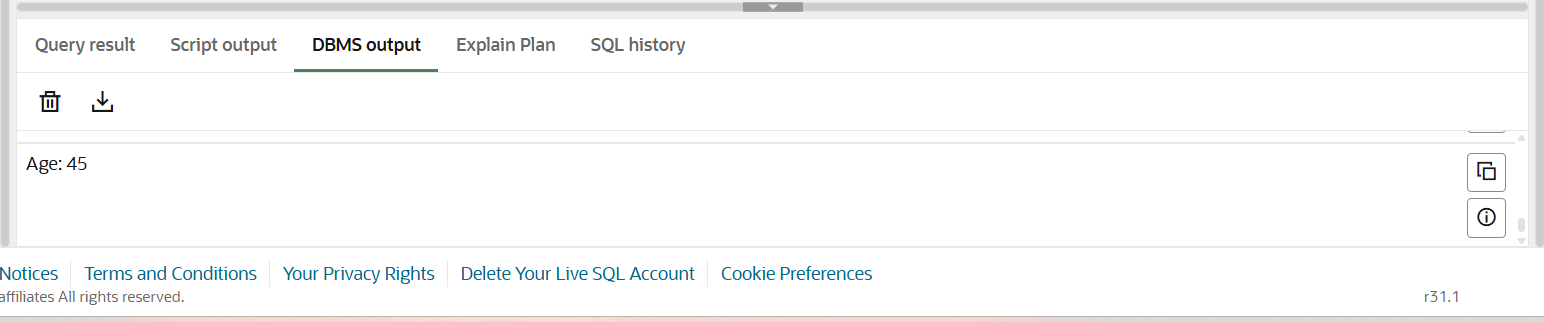 Query result Script output DBMS output Explain Plan SQL history
Age: 45
Notices Terms and Conditions Your Privacy Rights Delete Your Live SQL Account Cookie Preferences
affiliates All rights reserved. r31.1